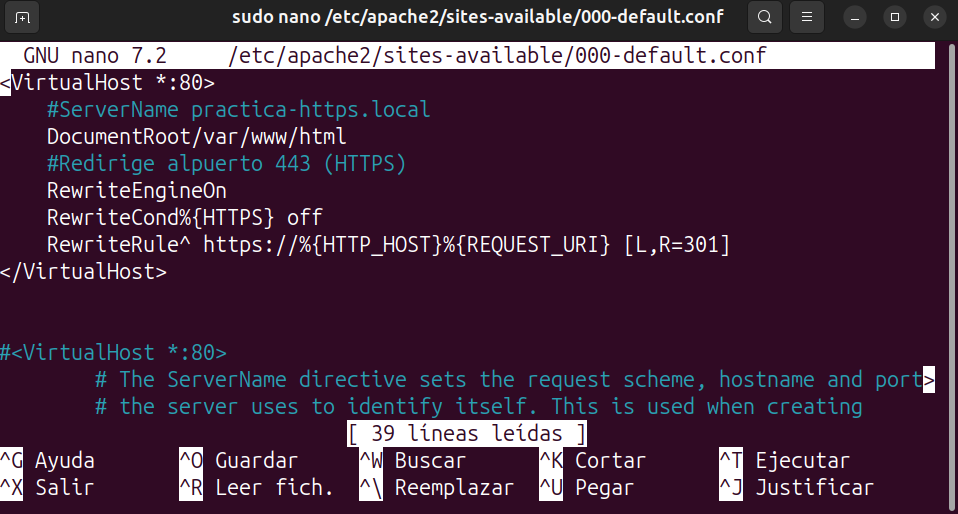 sudo nano /etc/apache2/sites-available/000-default.conf
GNU nano 7.2 /etc/apache2/sites-available/000-default.conf
<VirtualHost *:80>
#ServerName practica-https.local
DocumentRoot/var/www/html
#Redirige alpuerto 443 (HTTPS)
RewriteEngineOn
RewriteCond%{HTTPS} off
RewriteRule^ https://%{HTTP_HOST}%{REQUEST_URI} [L,R=301]
</VirtualHost>
#<VirtualHost *:80>
# The ServerName directive sets the request scheme, hostname and port>
# the server uses to identify itself. This is used when creating
[ 39 líneas leídas ]
^G Ayuda ^O Guardar ^W Buscar ^K Cortar ^T Ejecutar
^X Salir ^R Leer fich. ^\ Reemplazar ^U Pegar ^J Justificar